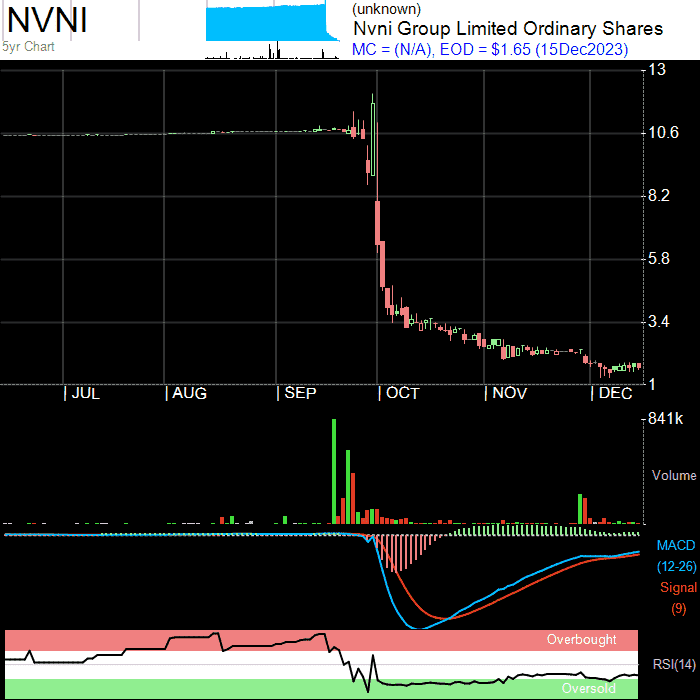 NVNI
5yr Chart
(unknown)
Nvni Group Limited Ordinary Shares
MC = (N/A), EOD = $1.65 (15Dec2023)
13
10.6
8.2
5.8
3.4
1
JUL AUG SEP OCT NOV DEC
841k
Volume
MACD
(12-26)
Signal
(9)
Overbought
RSI(14)
Oversold